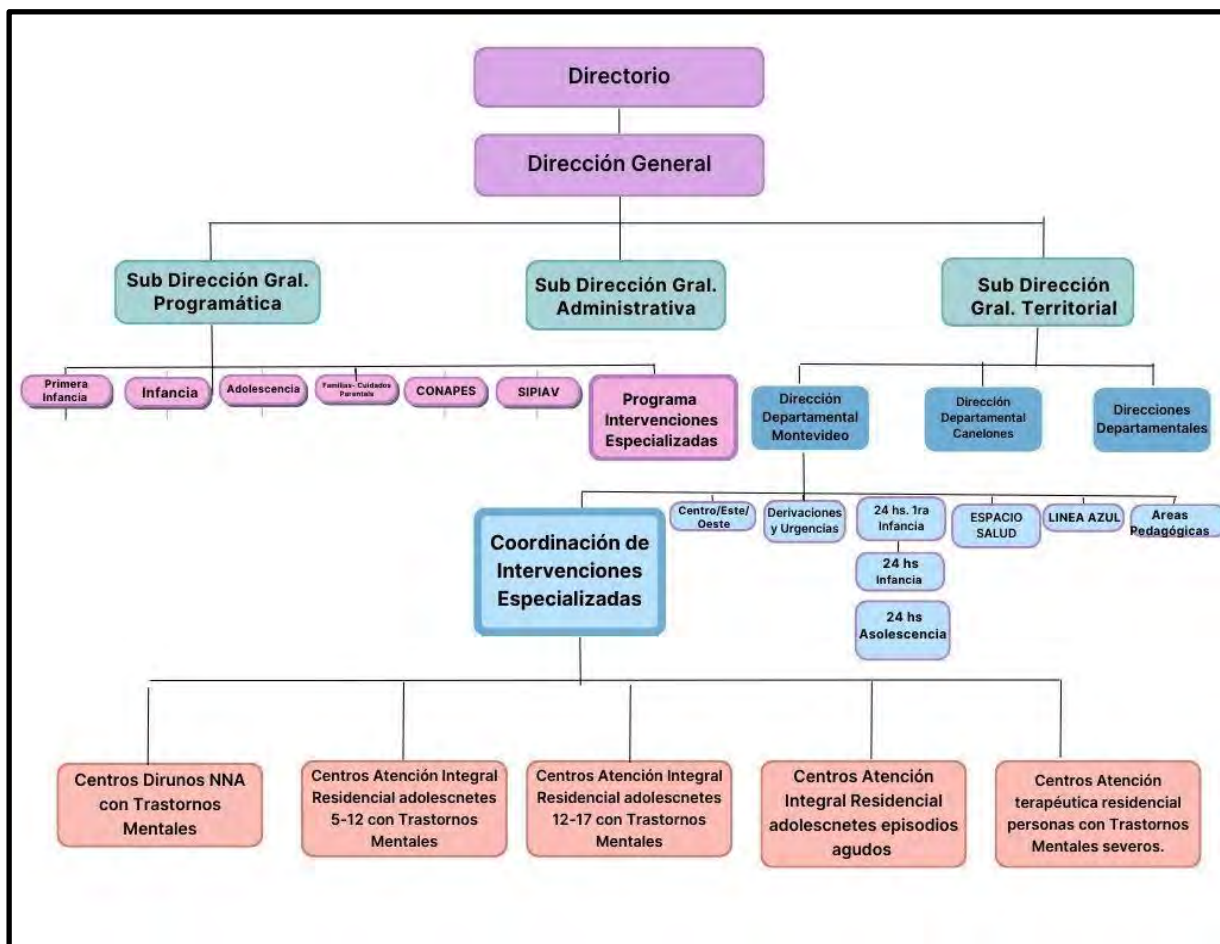 Directorio
Dirección General
Sub Dirección Gral.
Programática
Sub Dirección Gral.
Administrativa
Sub Dirección
Gral. Territorial
Primera
Infancia
Infancia
Adolescencia
Familias- Cuidados
Parentals
CONAPES
SIPIAV
Programa
Intervenciones
Especializadas
Dirección
Departamental
Montevideo
Dirección
Departamental
Canelones
Direcciones
Departamentales
Coordinación de
Intervenciones
Especializadas
Centro/Este/
Oeste
Derivaciones
y Urgencias
24 hs. 1ra
Infancia
24 hs
Infancia
24 hs
Asolescencia
ESPACIO
SALUD
LINEA AZUL
Areas
Pedagógicas
Centros Dirunos NNA
con Trastornos
Mentales
Centros Atención Integral
Residencial adolescnetes
5-12 con Trastornos
Mentales
Centros Atención Integral
Residencial adolescnetes
12-17 con Trastornos
Mentales
Centros Atención
Integral Residencial
adolescnetes episodios
agudos
Centros Atención
terapéutica residencial
personas con Trastornos
Mentales severos.